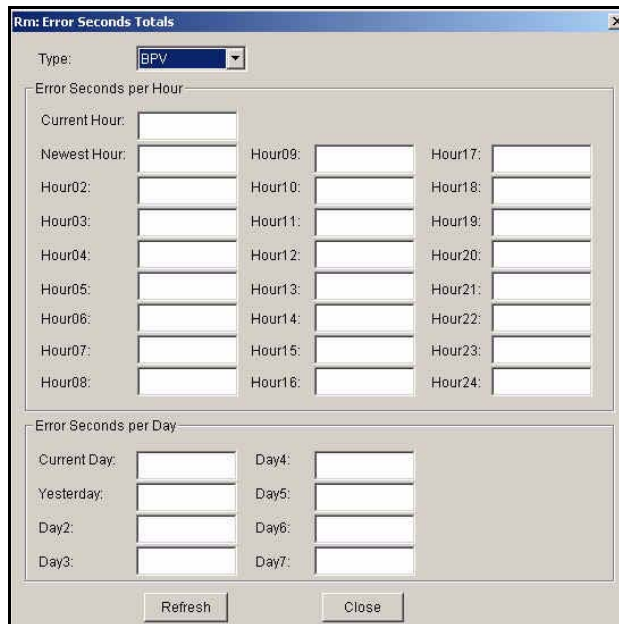 Rm: Error Seconds Totals
Type: BPV
Error Seconds per Hour
Current Hour:
Newest Hour: Hour09: Hour17:
Hour02: Hour10: Hour18:
Hour03: Hour11: Hour19:
Hour04: Hour12: Hour20:
Hour05: Hour13: Hour21:
Hour06: Hour14: Hour22:
Hour07: Hour15: Hour23:
Hour08: Hour16: Hour24:
Error Seconds per Day
Current Day: Day4:
Yesterday: Day5:
Day2: Day6:
Day3: Day7:
Refresh Close